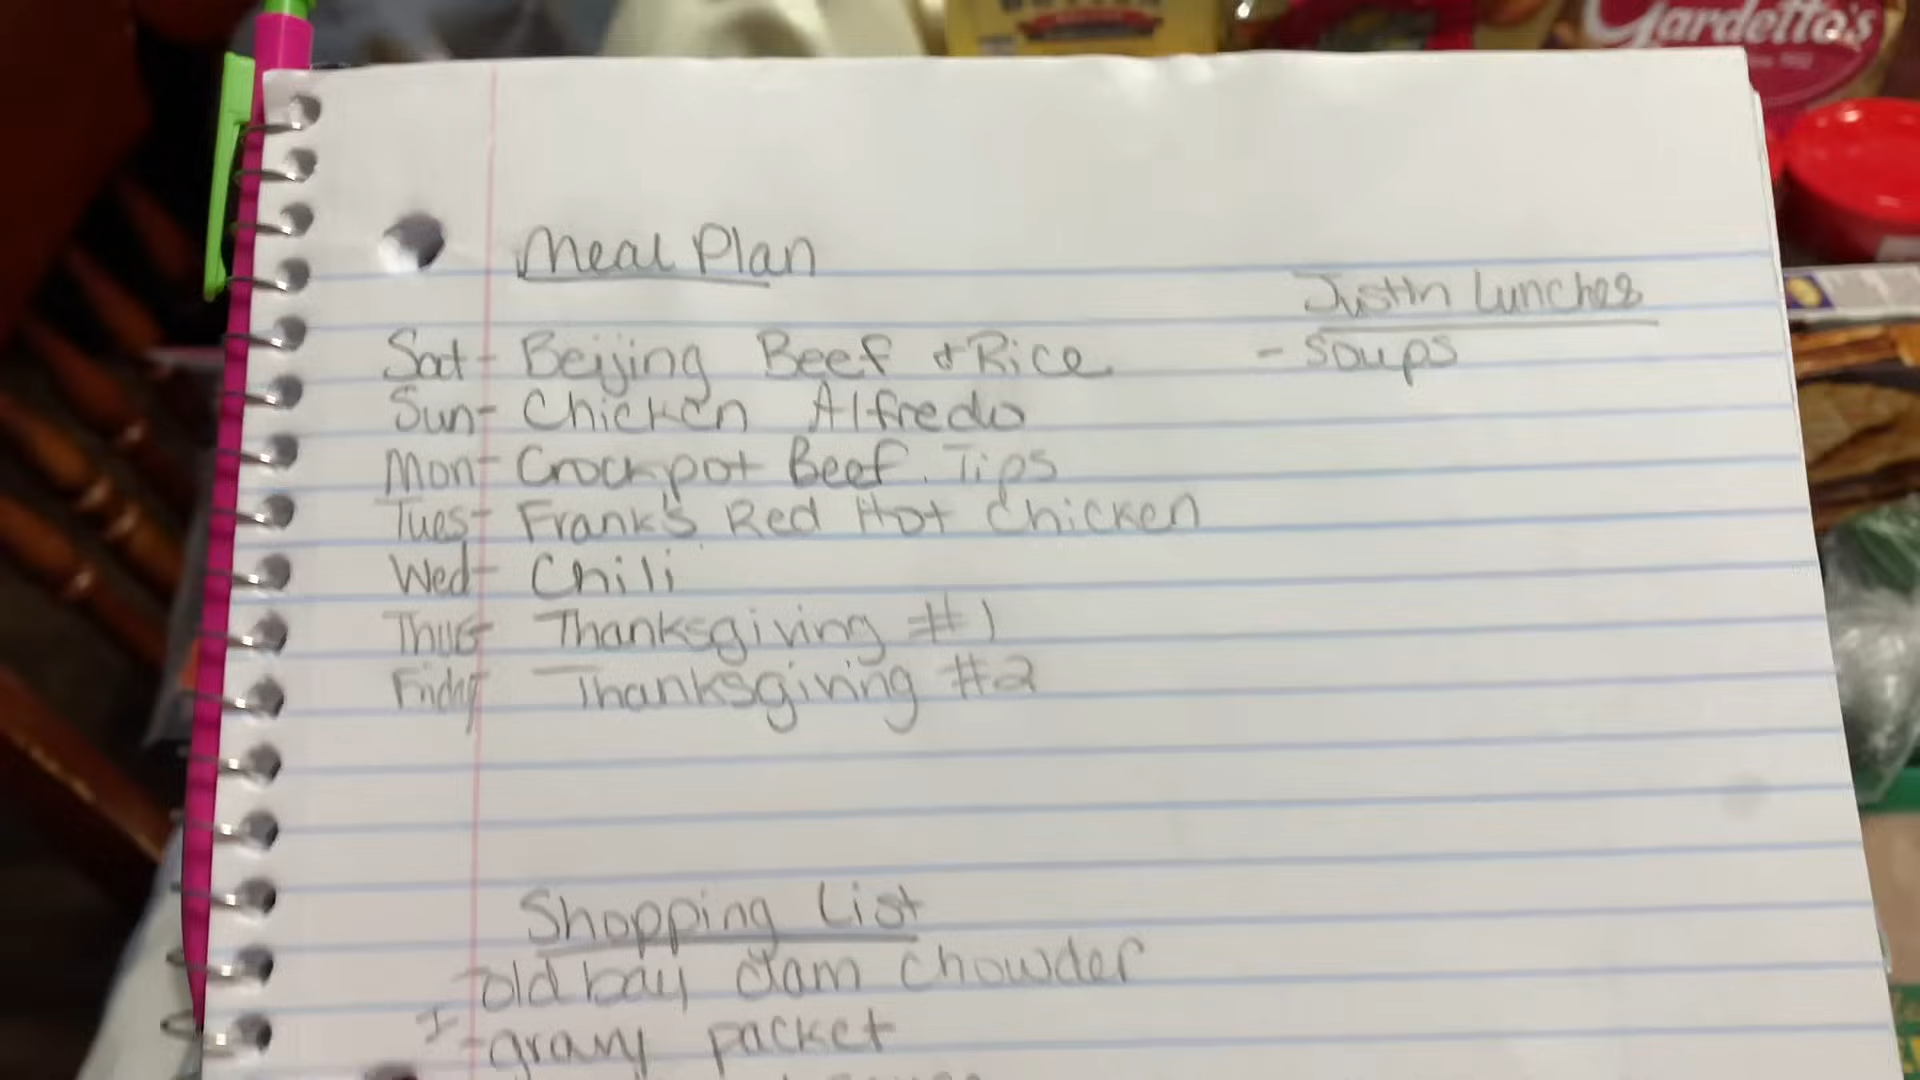 Gardetto's
Meal Plan
Justin Lunches
Sat- Beijing Beef & Rice
- Soups
Sun- Chicken Alfredo
Mon- Crockpot Beef Tips
Tues- Frank's Red Hot Chicken
Wed- Chili
Thus- Thanksgiving #1
Friday Thanksgiving #2
Shopping List
- old bay clam chowder
- gravy packet